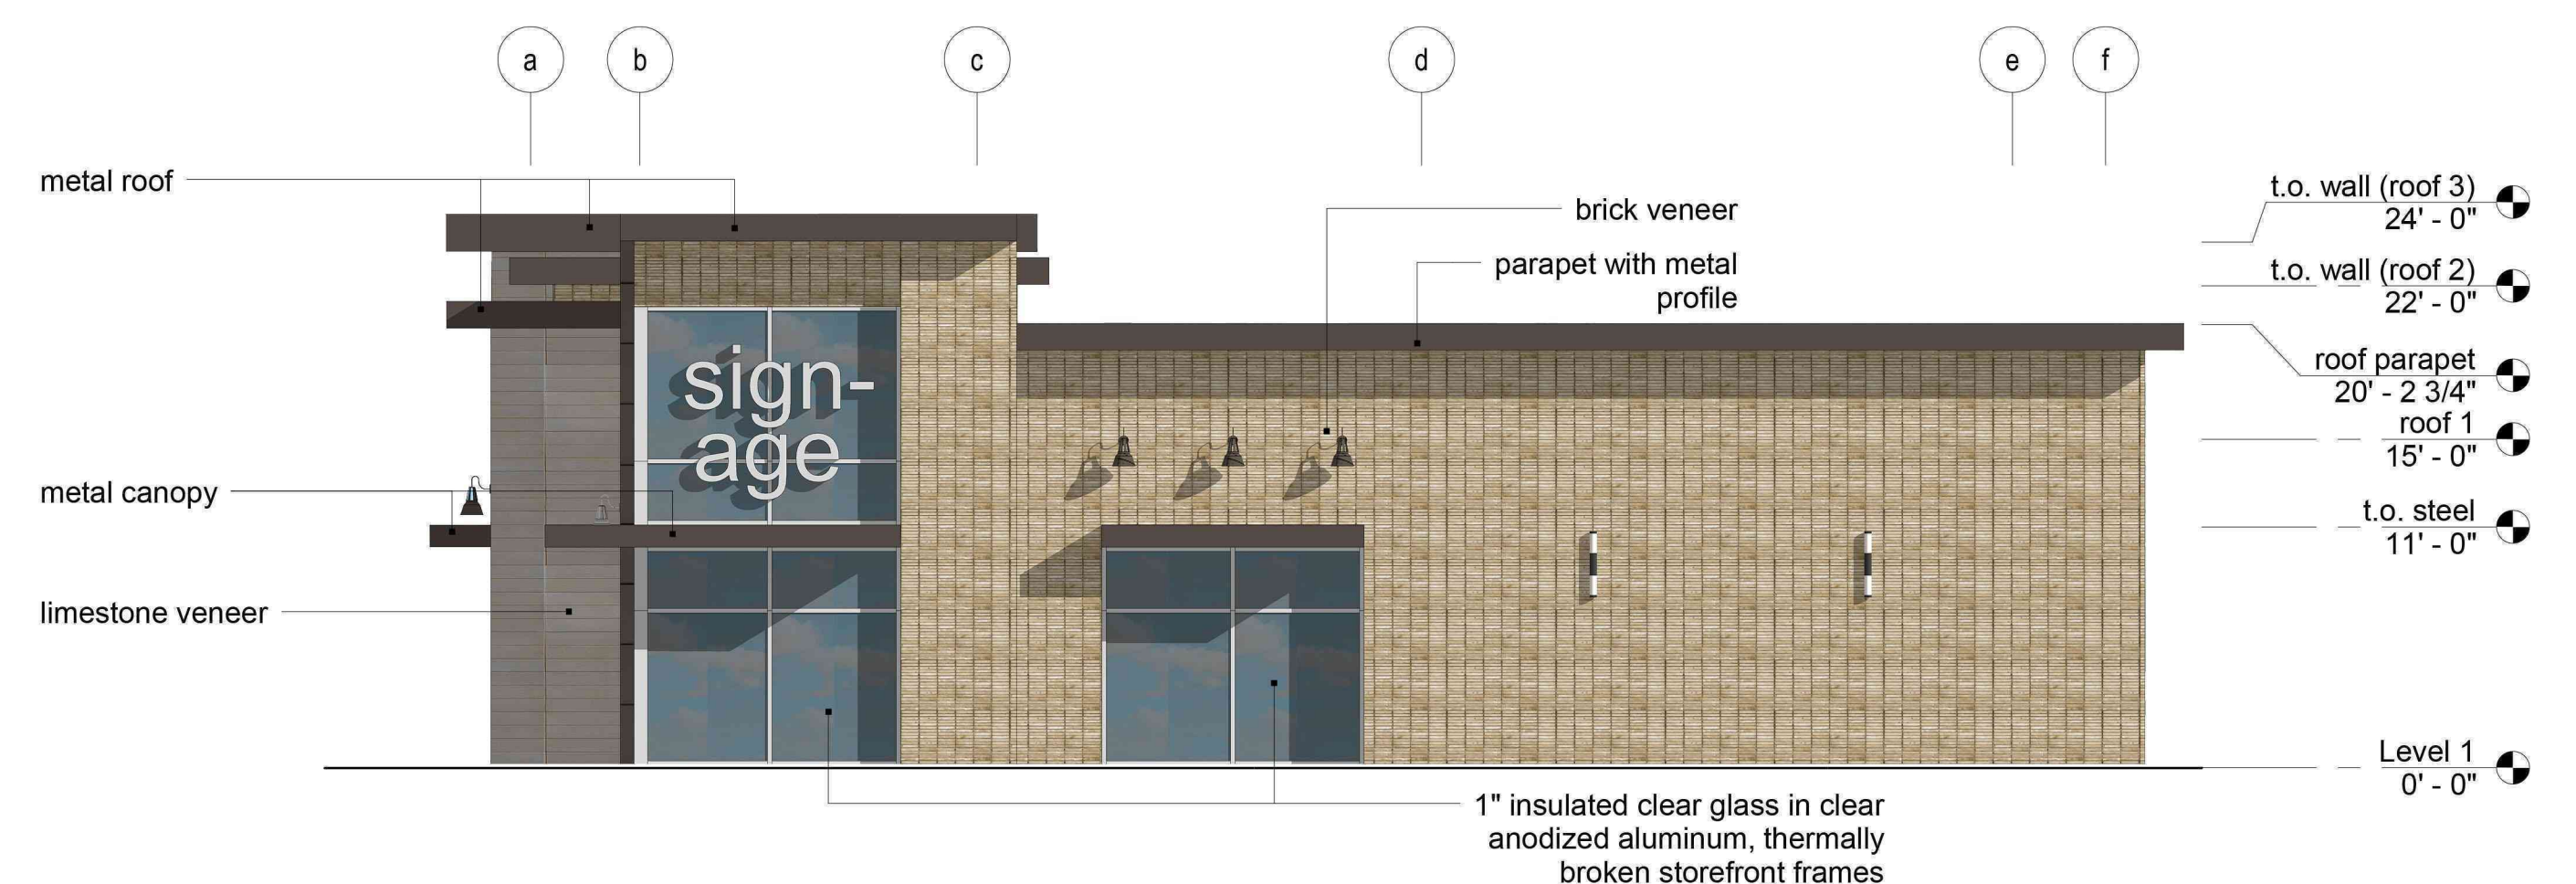 a
b
c
d
e
f
metal roof
t.o. wall (roof 3)
24' - 0"
brick veneer
parapet with metal
profile
t.o. wall (roof 2)
22' - 0"
roof parapet
20' - 2 3/4"
sign-
age
roof 1
15' - 0"
metal canopy
t.o. steel
11' - 0"
limestone veneer
Level 1
0' - 0"
1" insulated clear glass in clear
anodized aluminum, thermally
broken storefront frames